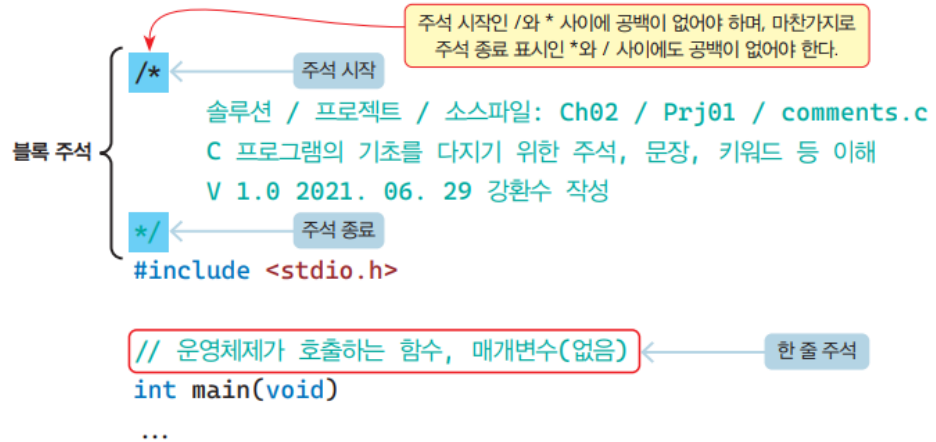 주석 시작인 /와 * 사이에 공백이 없어야 하며, 마찬가지로
주석 종료 표시인 *와 / 사이에도 공백이 없어야 한다.
/*
주석 시작
솔루션 / 프로젝트 / 소스파일: Ch02 / Prj01 / comments.c
블록 주석
C 프로그램의 기초를 다지기 위한 주석, 문장, 키워드 등 이해
V 1.0 2021. 06. 29 강환수 작성
*/
주석 종료
#include <stdio.h>
// 운영체제가 호출하는 함수, 매개변수(없음)
한 줄 주석
int main(void)
...